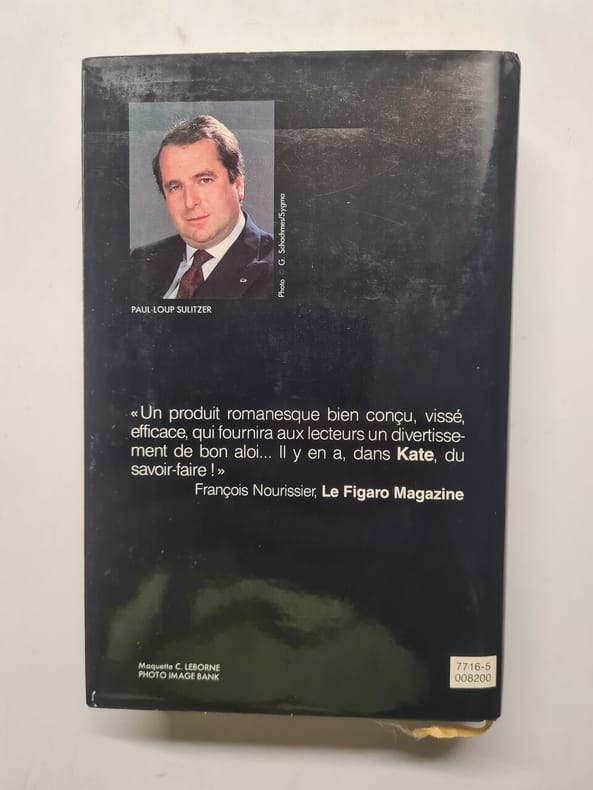 Photo © G. Schachmes/Sygma
PAUL-LOUP SULITZER
« Un produit romanesque bien conçu, vissé,
efficace, qui fournira aux lecteurs un divertisse-
ment de bon aloi... Il y en a, dans Kate, du
savoir-faire ! »
François Nourissier, Le Figaro Magazine
Maquette C. LEBORNE
PHOTO IMAGE BANK
7716-5
008200